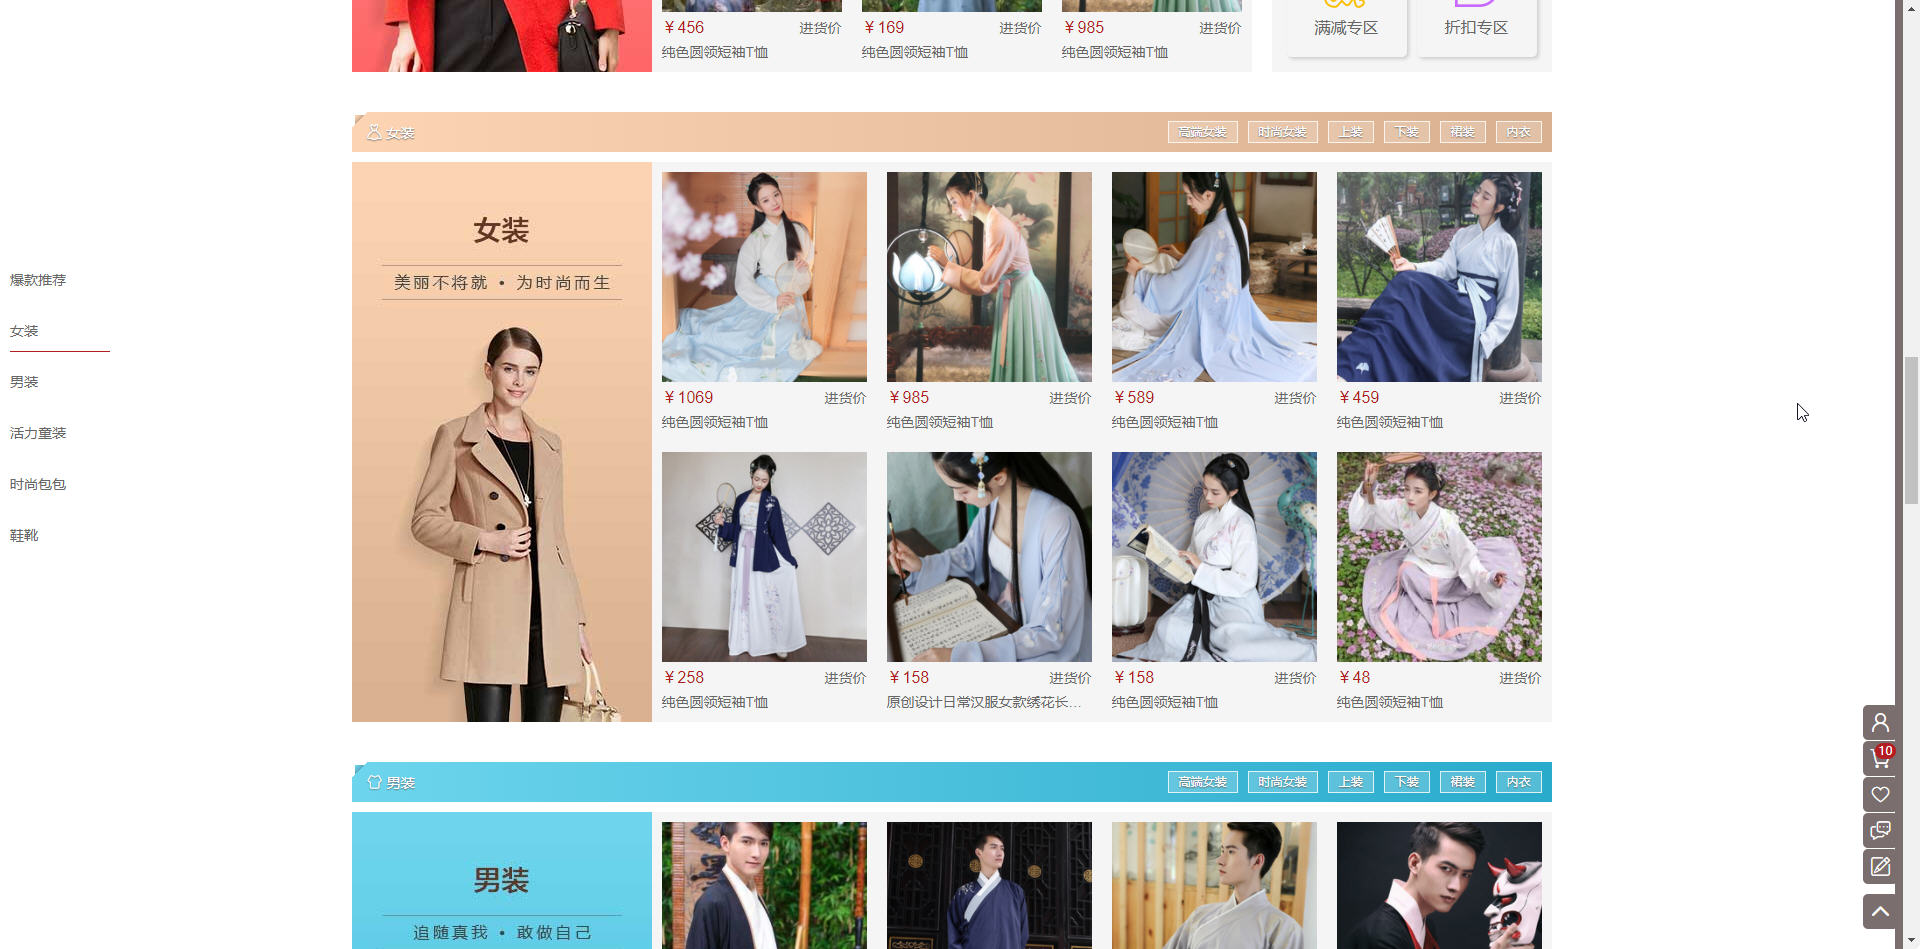 ￥456 进货价 ￥169 进货价 ￥985 进货价
纯色圆领短袖T恤 纯色圆领短袖T恤 纯色圆领短袖T恤
满减专区 折扣专区
女装 高端女装 时尚女装 上装 下装 裙装 内衣
女装
美丽不将就 • 为时尚而生
爆款推荐
女装
男装
活力童装
时尚包包
鞋靴
￥1069 进货价 ￥985 进货价 ￥589 进货价 ￥459 进货价
纯色圆领短袖T恤 纯色圆领短袖T恤 纯色圆领短袖T恤 纯色圆领短袖T恤
￥258 进货价 ￥158 进货价 ￥158 进货价 ￥48 进货价
纯色圆领短袖T恤 原创设计日常汉服女款绣花长... 纯色圆领短袖T恤 纯色圆领短袖T恤
10
男装 高端女装 时尚女装 上装 下装 裙装 内衣
男装
追随真我 • 敢做自己